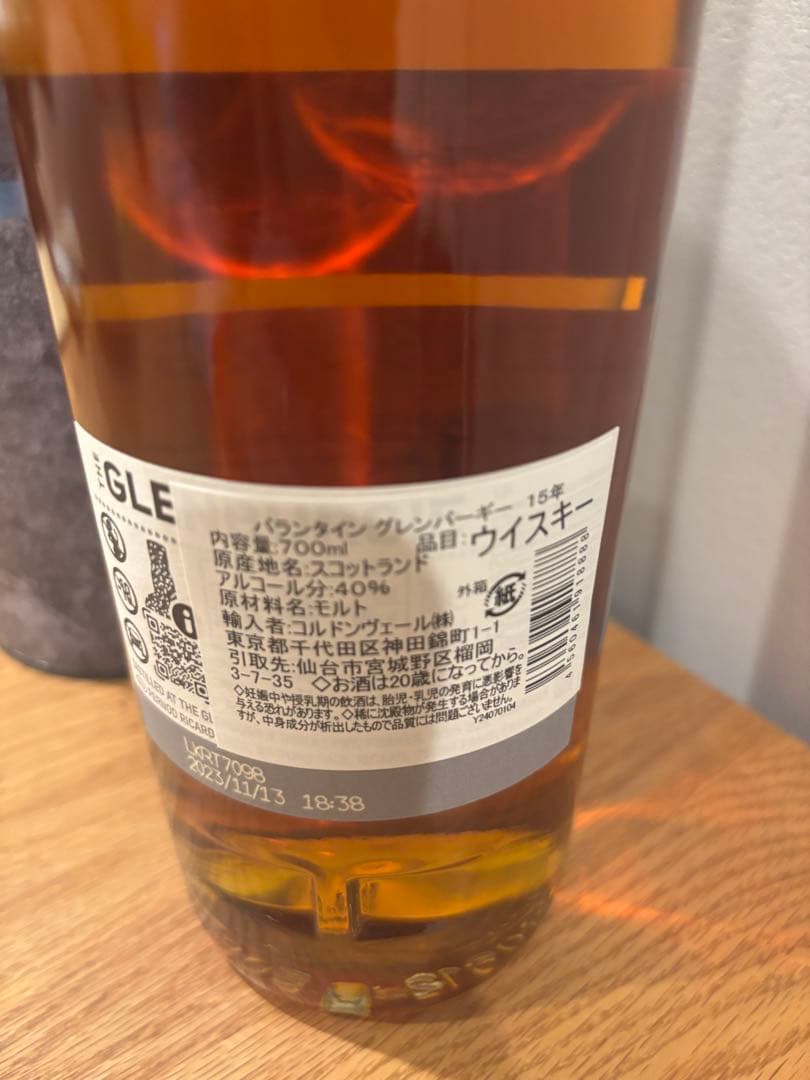 THE
GLE
バランタイン グレンバーギー 15年
内容量:700ml 品目:ウイスキー
原産地名:スコットランド
アルコール分:40%
原材料名:モルト
外箱 紙
輸入者:コルドンヴェール㈱
東京都千代田区神田錦町1-1
引取先:仙台市宮城野区榴岡
3-7-35 ◇お酒は20歳になってから。
◇妊娠中や授乳期の飲酒は、胎児・乳児の発育に悪影響を
与える恐れがあります。◇稀に沈殿物が発生する場合がありま
すが、中身成分が析出したもので品質には問題ございません。
Y24070104
4560461918888
AT THE GL
PERNOD RICARD
LKRT7098
2023/11/13 18:38